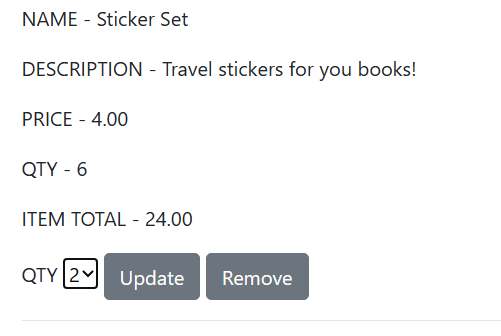 NAME - Sticker Set
DESCRIPTION - Travel stickers for you books!
PRICE - 4.00
QTY - 6
ITEM TOTAL - 24.00
QTY 2 Update Remove